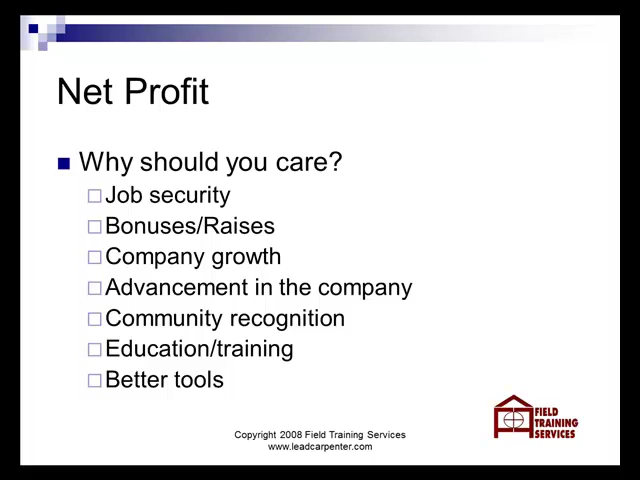 Net Profit
Why should you care?
Job security
Bonuses/Raises
Company growth
Advancement in the company
Community recognition
Education/training
Better tools
FIELD
TRAINING
SERVICES
Copyright 2008 Field Training Services
www.leadcarpenter.com